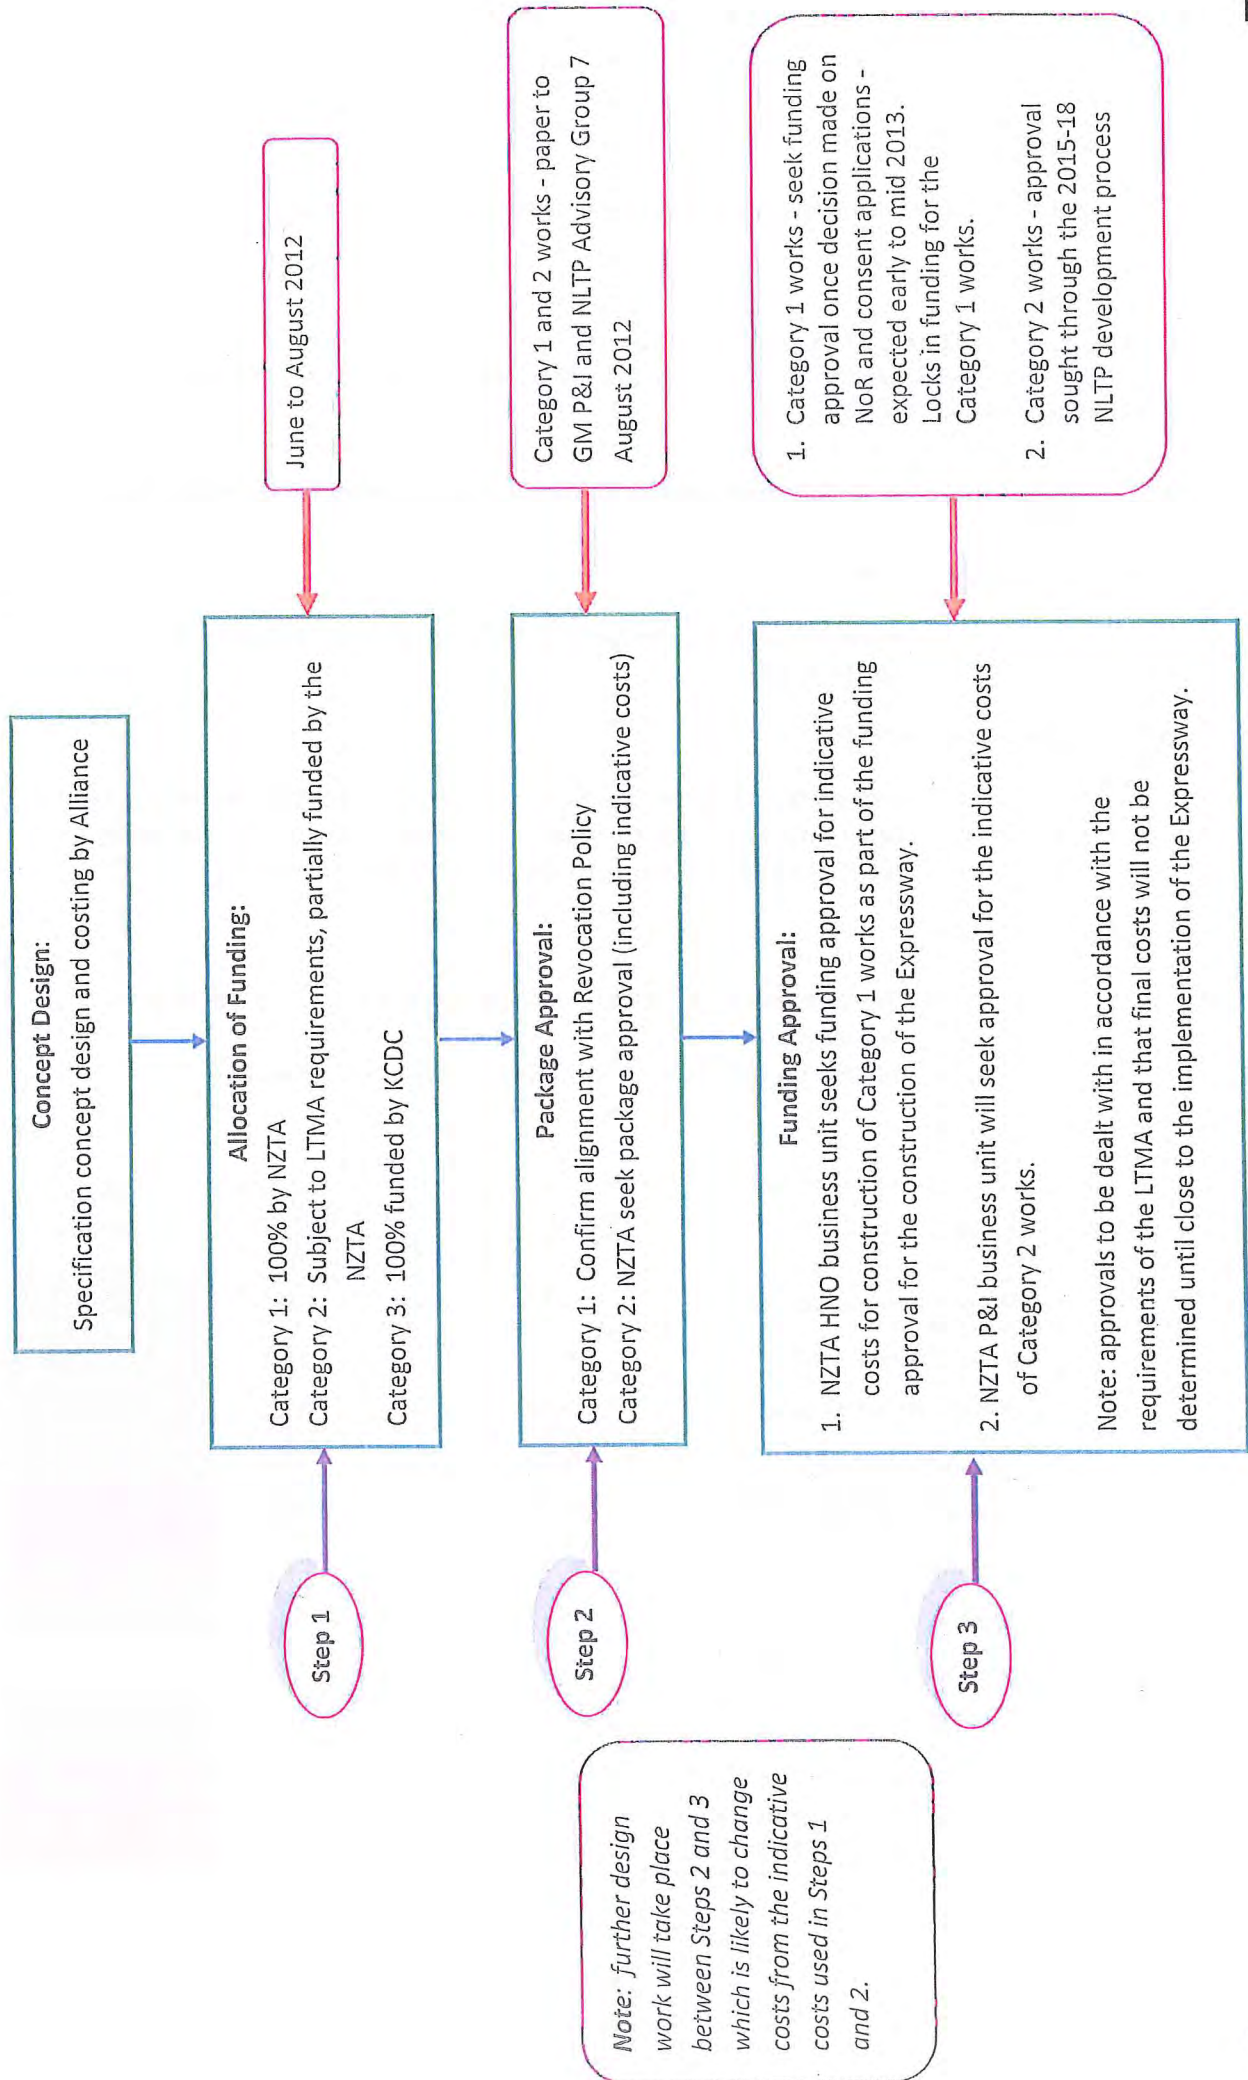 Concept Design:
Specification concept design and costing by Alliance
Step 1
Allocation of Funding:
Category 1: 100% by NZTA
Category 2: Subject to LTMA requirements, partially funded by the
NZTA
Category 3: 100% funded by KCDC
June to August 2012
Note: further design
work will take place
between Steps 2 and 3
which is likely to change
costs from the indicative
costs used in Steps 1
and 2.
Step 2
Package Approval:
Category 1: Confirm alignment with Revocation Policy
Category 2: NZTA seek package approval (including indicative costs)
Category 1 and 2 works - paper to
GM P&I and NLTP Advisory Group 7
August 2012
Step 3
Funding Approval:
1. NZTA HNO business unit seeks funding approval for indicative
costs for construction of Category 1 works as part of the funding
approval for the construction of the Expressway.
2. NZTA P&I business unit will seek approval for the indicative costs
of Category 2 works.
Note: approvals to be dealt with in accordance with the
requirements of the LTMA and that final costs will not be
determined until close to the implementation of the Expressway.
1. Category 1 works - seek funding
approval once decision made on
NoR and consent applications -
expected early to mid 2013.
Locks in funding for the
Category 1 works.
2. Category 2 works - approval
sought through the 2015-18
NLTP development process